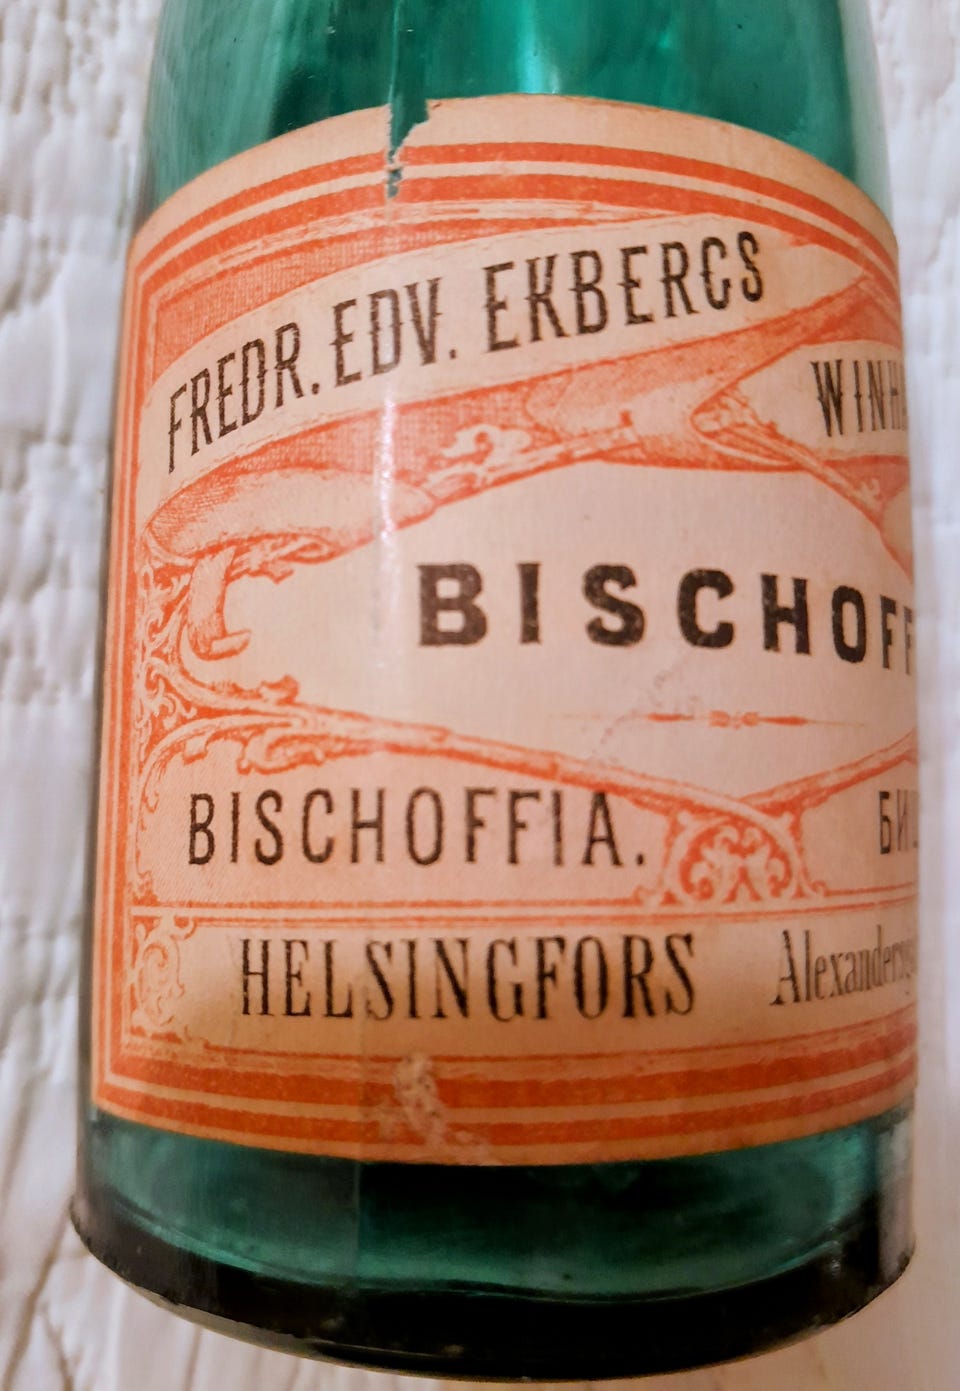 FREDR. EDV. EKBERGS
BISCHOFF
BISCHOFFIA.
HELSINGFORS